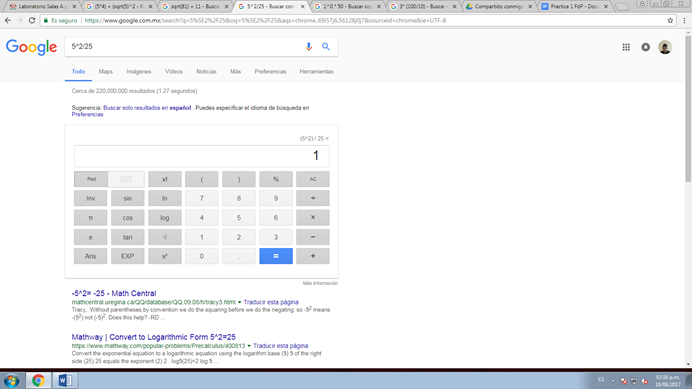 Laboratorio Salas A y
(5*4) + (sqrt(5)^2 - B
sqrt(81) + 11 - Buscar
5^2/25 - Buscar con
1^0 * 50 - Buscar con
3* (100/10) - Buscar
Compartido conmigo
Practica 1 FdP - Docu
Es seguro
https://www.google.com.mx/search?q=5%5E2%2F25&oq=5%5E2%2F25&aqs=chrome..69i57j6.56128j0j7&sourceid=chrome&ie=UTF-8
Google
5^2/25
Todo Maps Imágenes Vídeos Noticias Más Preferencias Herramientas
Cerca de 220,000,000 resultados (1.27 segundos)
Sugerencia: Buscar solo resultados en español . Puedes especificar el idioma de búsqueda en
Preferencias
(5^2) / 25 =
1
Rad x! ( ) % AC
Inv sin ln 7 8 9 ÷
π cos log 4 5 6 ×
e tan √ 1 2 3 −
Ans EXP xʸ 0 . = +
Más información
-5^2= -25 - Math Central
mathcentral.uregina.ca/QQ/database/QQ.09.08/h/tracy3.html ▾ Traducir esta página
Tracy,. Without parentheses,by convention we do the squaring before we do the negating, so -5² means
-(5²) not (-5)². Does this help? -RD ...
Mathway | Convert to Logarithmic Form 5^2=25
https://www.mathway.com/popular-problems/Precalculus/400813 ▾ Traducir esta página
Convert the exponential equation to a logarithmic equation using the logarithm base (5) 5 of the right
side (25) 25 equals the exponent (2) 2 . log5(25)=2 log 5 ...
ES
02:16 p.m.
18/08/2017